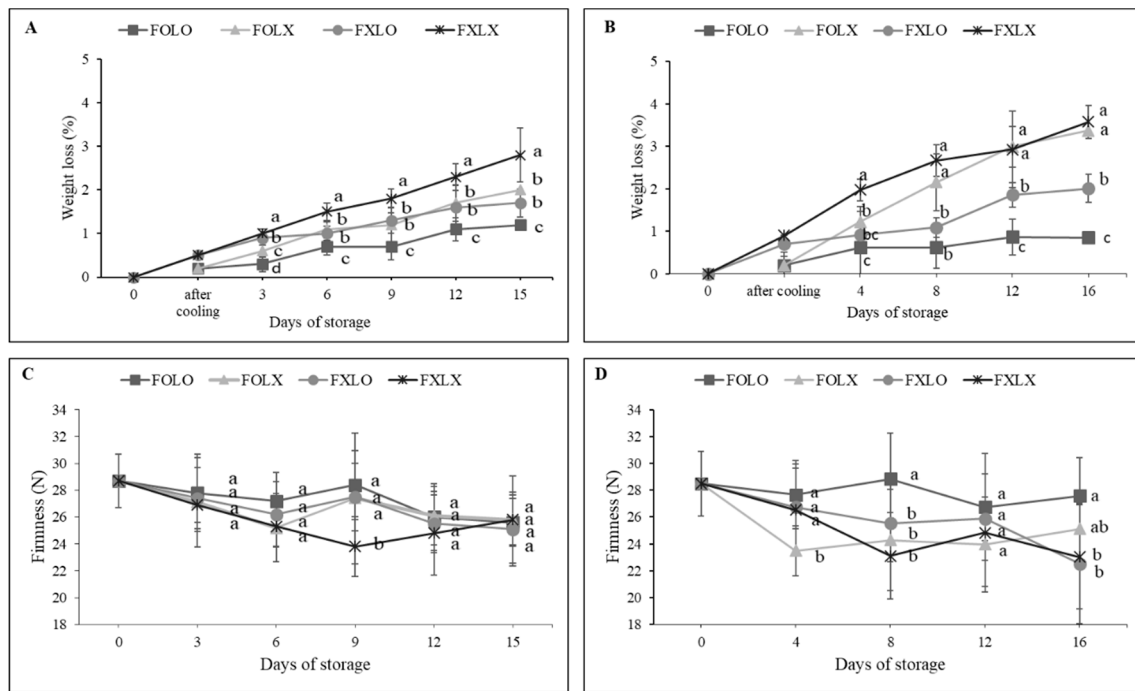 A
FOLO FOLX FXLO FXLX
Weight loss (%)
5
4
3
2
1
0
a a a a a
b b b b b
c b b b b
d c c c c
0 after cooling 3 6 9 12 15
Days of storage
B
FOLO FOLX FXLO FXLX
Weight loss (%)
5
4
3
2
1
0
a a a a
b a a a
bc b b b
c b c c
0 after cooling 4 8 12 16
Days of storage
C
FOLO FOLX FXLO FXLX
Firmness (N)
34
32
30
28
26
24
22
20
18
a a a a a
a a a a a
a a a a a
a a b a a
0 3 6 9 12 15
Days of storage
D
FOLO FOLX FXLO FXLX
Firmness (N)
34
32
30
28
26
24
22
20
18
a a a a
a b a ab
a b a b
b b a b
0 4 8 12 16
Days of storage